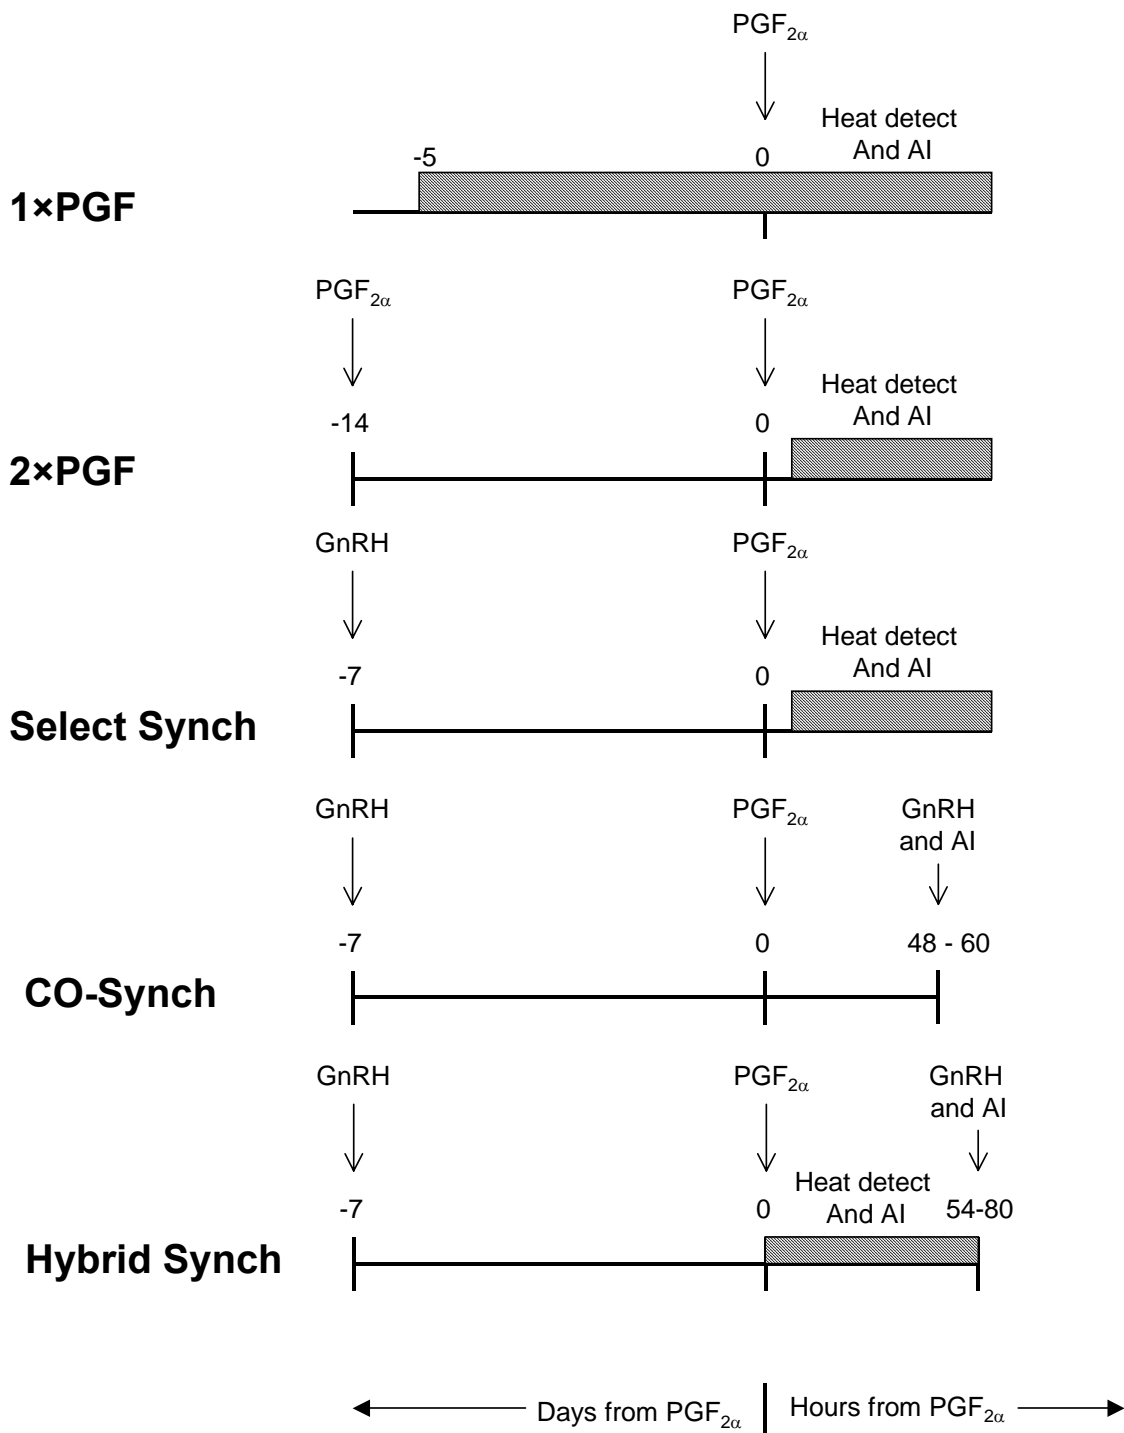 PGF2α
Heat detect
And AI
-5
0
1×PGF
PGF2α
PGF2α
Heat detect
And AI
-14
0
2×PGF
GnRH
PGF2α
Heat detect
And AI
-7
0
Select Synch
GnRH
PGF2α
GnRH
and AI
-7
0
48 - 60
CO-Synch
GnRH
PGF2α
GnRH
and AI
Heat detect
And AI
-7
0
54-80
Hybrid Synch
Days from PGF2α
Hours from PGF2α